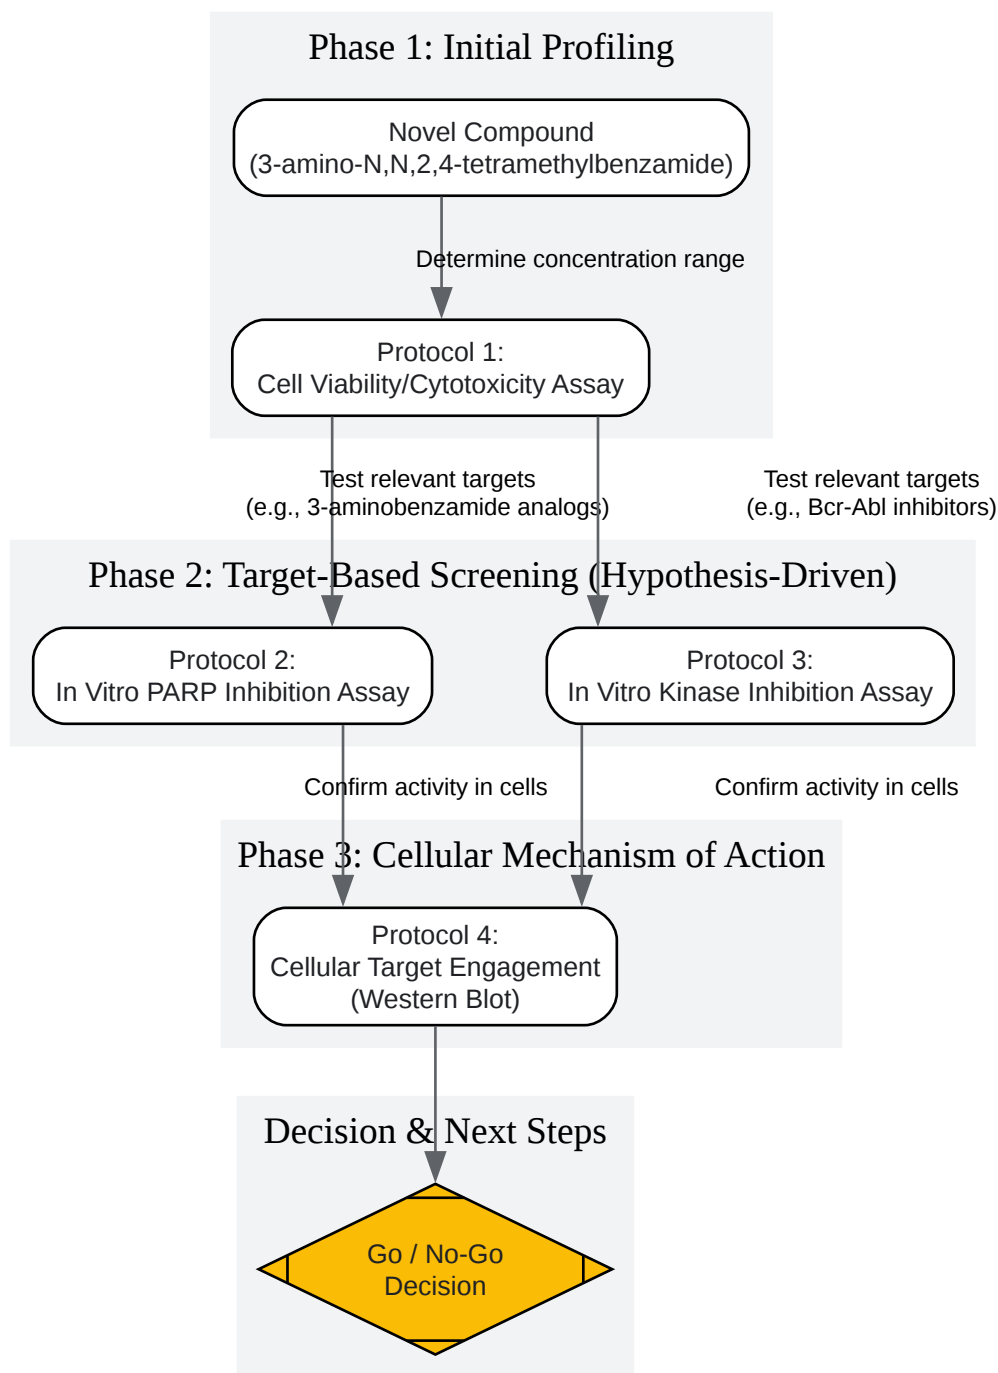 Phase 1: Initial Profiling
Novel Compound
(3-amino-N,N,2,4-tetramethylbenzamide)
Determine concentration range
Protocol 1:
Cell Viability/Cytotoxicity Assay
Test relevant targets
(e.g., 3-aminobenzamide analogs)
Test relevant targets
(e.g., Bcr-Abl inhibitors)
Phase 2: Target-Based Screening (Hypothesis-Driven)
Protocol 2:
In Vitro PARP Inhibition Assay
Protocol 3:
In Vitro Kinase Inhibition Assay
Confirm activity in cells
Confirm activity in cells
Phase 3: Cellular Mechanism of Action
Protocol 4:
Cellular Target Engagement
(Western Blot)
Decision & Next Steps
Go / No-Go
Decision